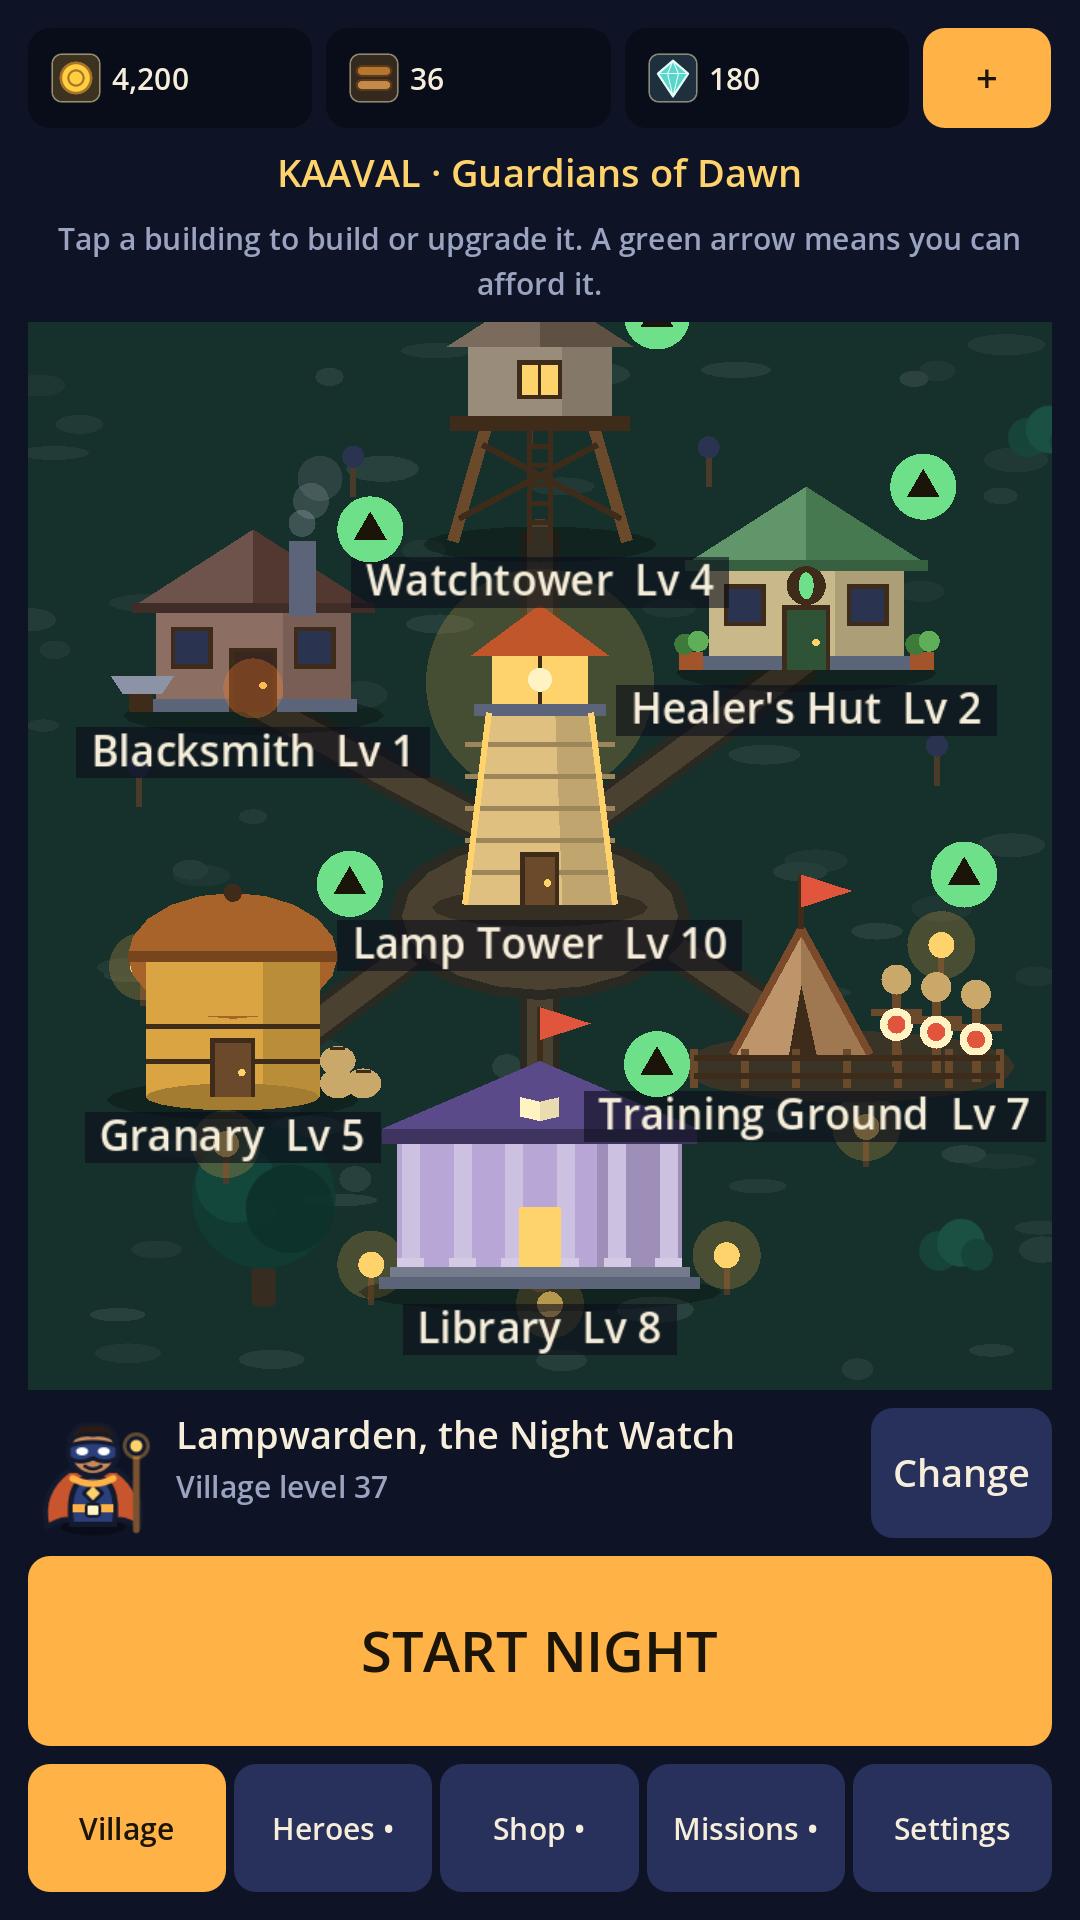 4,200
36
180
+
KAAVAL · Guardians of Dawn
Tap a building to build or upgrade it. A green arrow means you can
afford it.
Watchtower Lv 4
Healer's Hut Lv 2
Blacksmith Lv 1
Lamp Tower Lv 10
Training Ground Lv 7
Granary Lv 5
Library Lv 8
Lampwarden, the Night Watch
Village level 37
Change
START NIGHT
Village
Heroes •
Shop •
Missions •
Settings